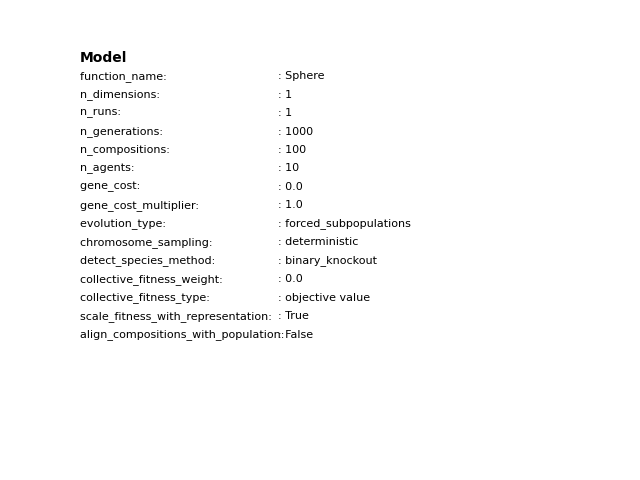 Model
function_name: : Sphere
n_dimensions: : 1
n_runs: : 1
n_generations: : 1000
n_compositions: : 100
n_agents: : 10
gene_cost: : 0.0
gene_cost_multiplier: : 1.0
evolution_type: : forced_subpopulations
chromosome_sampling: : deterministic
detect_species_method: : binary_knockout
collective_fitness_weight: : 0.0
collective_fitness_type: : objective value
scale_fitness_with_representation: : True
align_compositions_with_population: : False